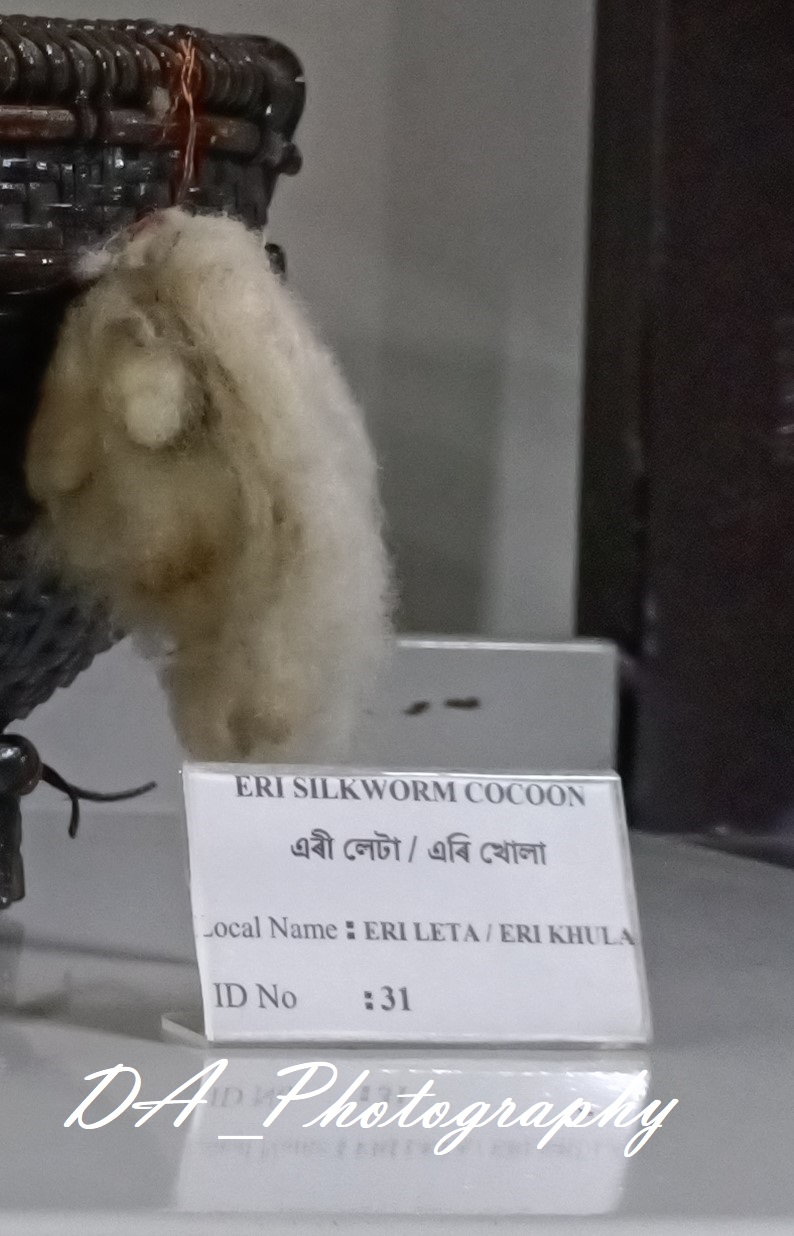 ERI SILKWORM COCOON
এৰী লেটা / এৰি খোলা
Local Name : ERI LETA / ERI KHULA
ID No : 31
DA_Photography